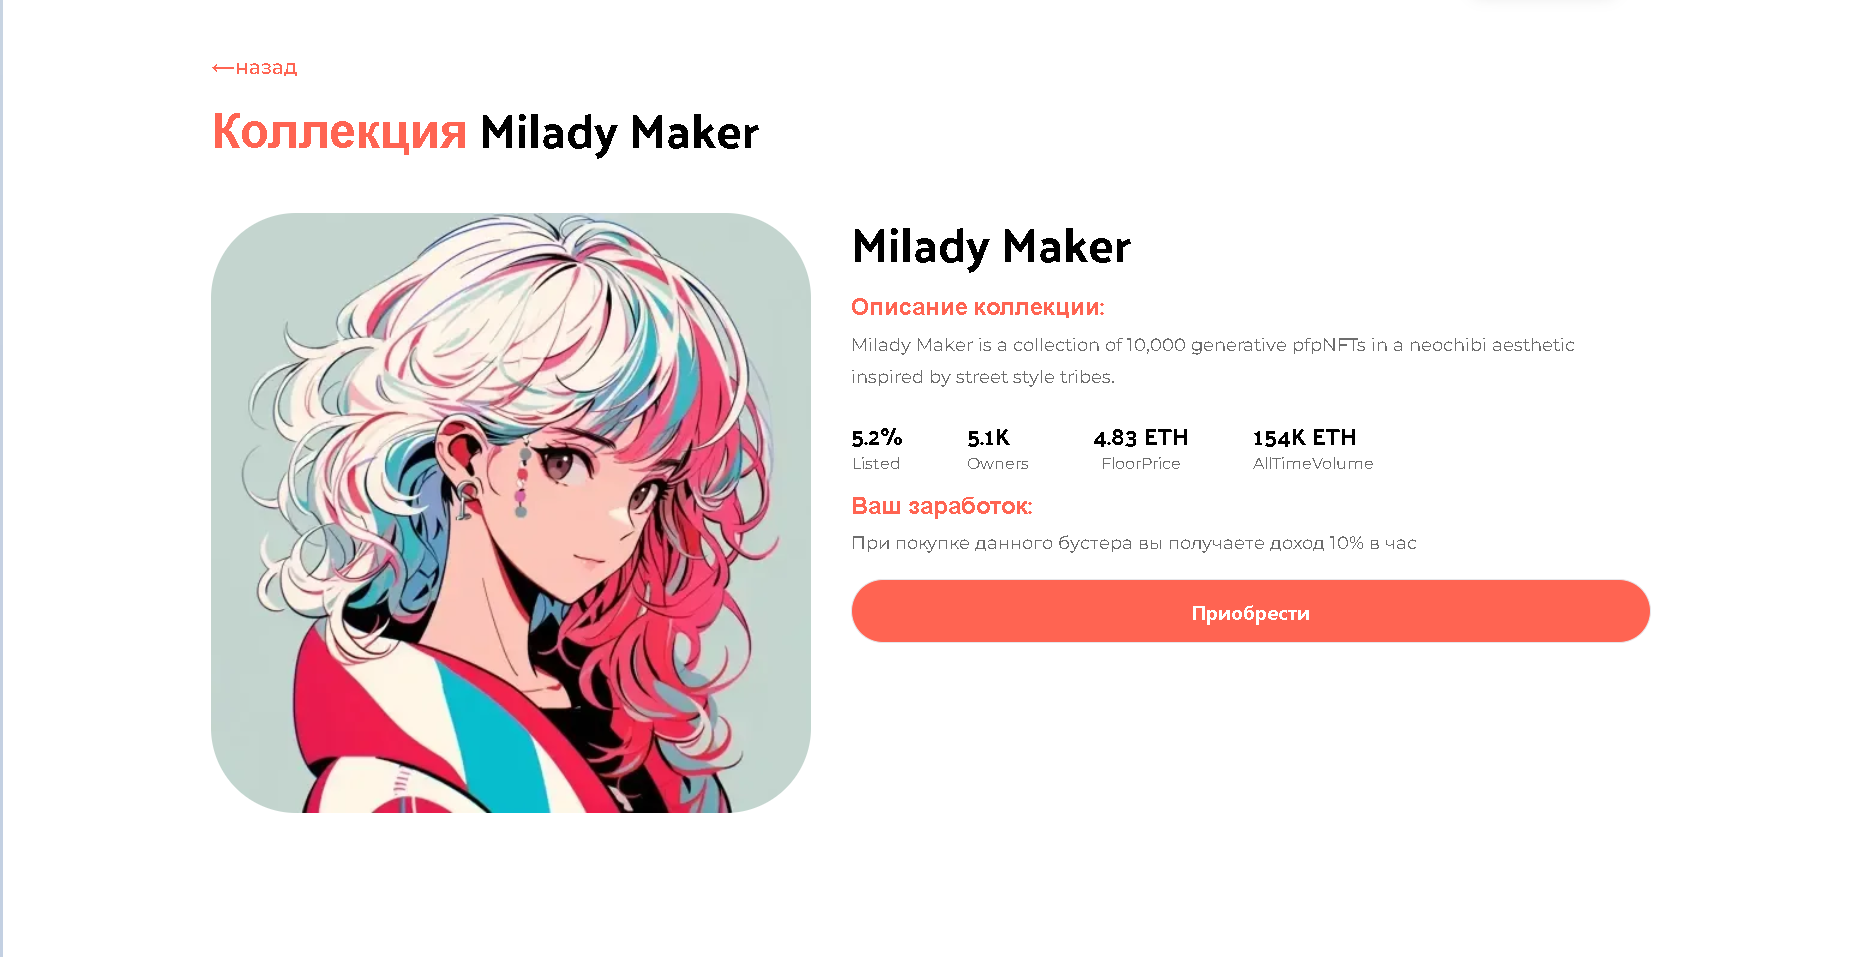 ←назад
Коллекция Milady Maker
Milady Maker
Описание коллекции:
Milady Maker is a collection of 10,000 generative pfpNFTs in a neochibi aesthetic
inspired by street style tribes.
5.2% 5.1K 4.83 ETH 154K ETH
Listed Owners FloorPrice AllTimeVolume
Ваш заработок:
При покупке данного бустера вы получаете доход 10% в час
Приобрести